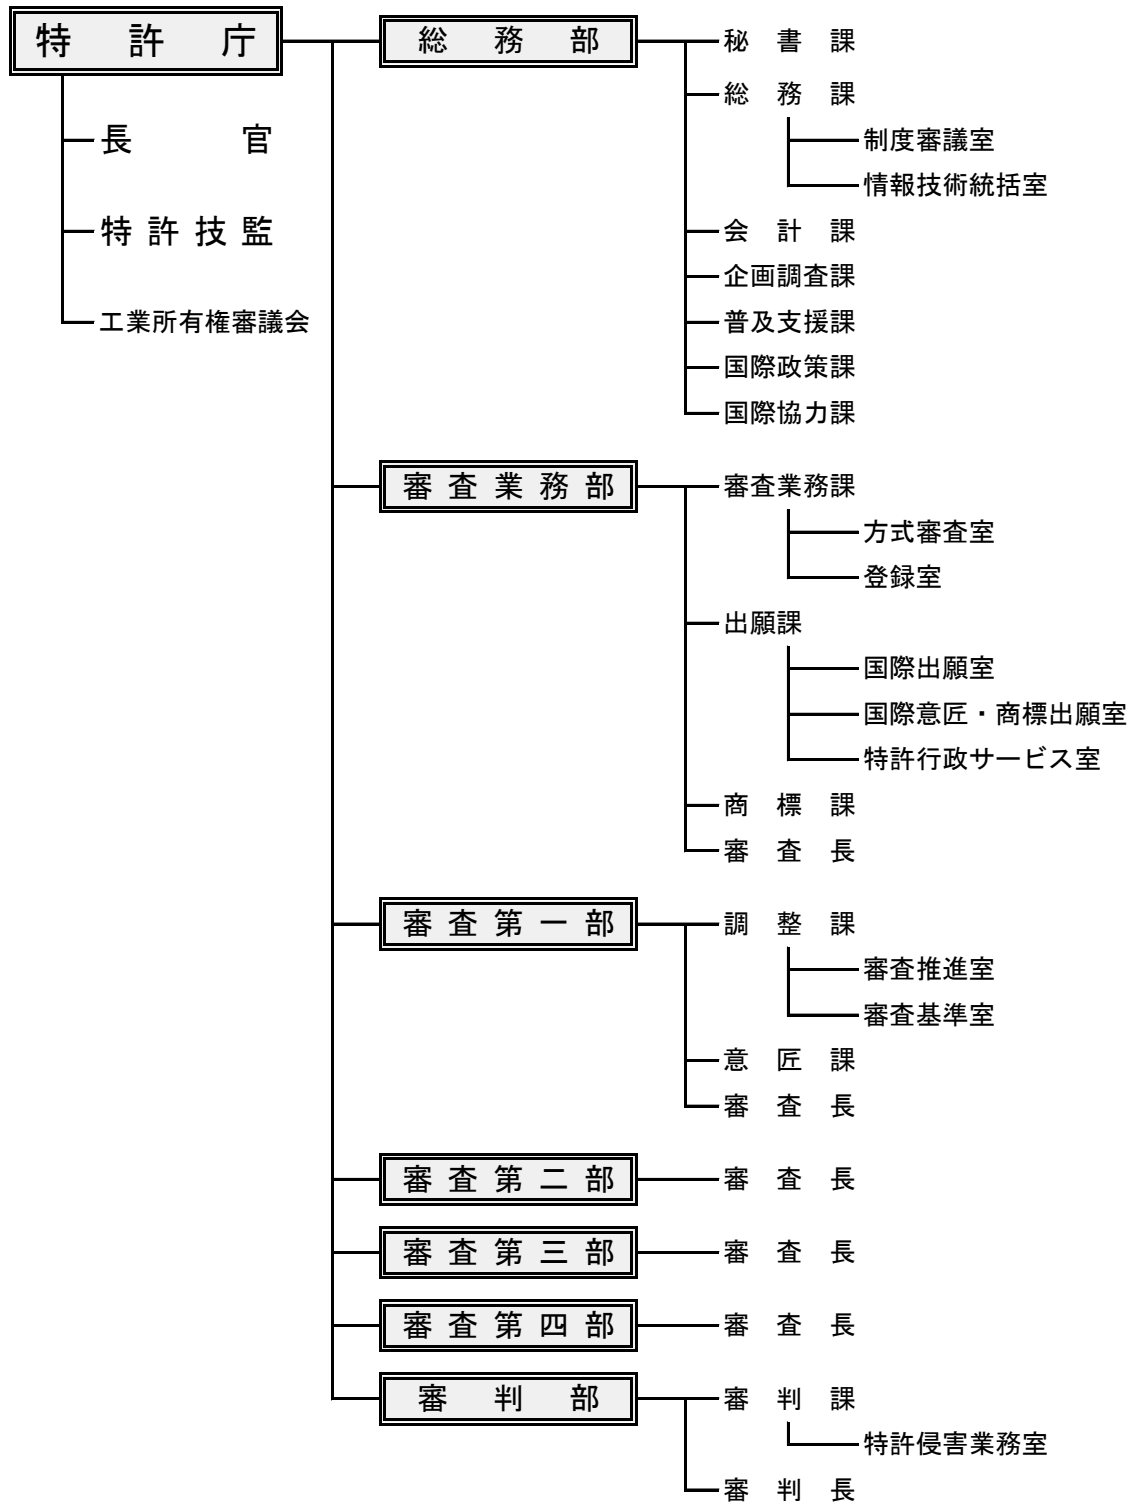 特許庁
長官
特許技監
工業所有権審議会
総務部
秘書課
総務課
制度審議室
情報技術統括室
会計課
企画調査課
普及支援課
国際政策課
国際協力課
審査業務部
審査業務課
方式審査室
登録室
出願課
国際出願室
国際意匠・商標出願室
特許行政サービス室
商標課
審査長
審査第一部
調整課
審査推進室
審査基準室
意匠課
審査長
審査第二部
審査長
審査第三部
審査長
審査第四部
審査長
審判部
審判課
特許侵害業務室
審判長